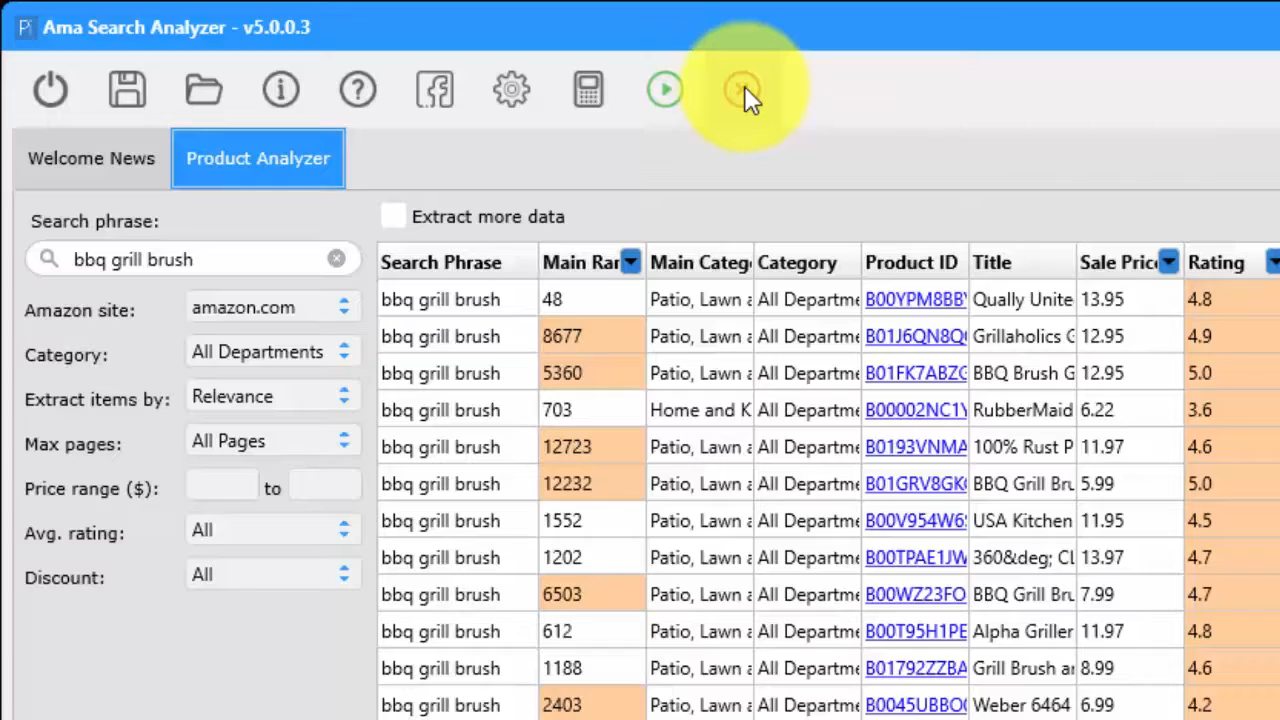 Ama Search Analyzer - v5.0.0.3
Welcome News Product Analyzer
Search phrase:
bbq grill brush
Amazon site: amazon.com
Category: All Departments
Extract items by: Relevance
Max pages: All Pages
Price range ($): to
Avg. rating: All
Discount: All
Extract more data
Search Phrase Main Ran Main Categ Category Product ID Title Sale Pric Rating
bbq grill brush 48 Patio, Lawn a All Departme B00YPM8BB Qually Unite 13.95 4.8
bbq grill brush 8677 Patio, Lawn a All Departme B01J6QN8Q Grillaholics G 12.95 4.9
bbq grill brush 5360 Patio, Lawn a All Departme B01FK7ABZG BBQ Brush G 12.95 5.0
bbq grill brush 703 Home and K All Departme B00002NC1Y RubberMaid 6.22 3.6
bbq grill brush 12723 Patio, Lawn a All Departme B0193VNMA 100% Rust P 11.97 4.6
bbq grill brush 12232 Patio, Lawn a All Departme B01GRV8GK BBQ Grill Bru 5.99 5.0
bbq grill brush 1552 Patio, Lawn a All Departme B00V954W6 USA Kitchen 11.95 4.5
bbq grill brush 1202 Patio, Lawn a All Departme B00TPAE1JW 360&deg; CL 13.97 4.7
bbq grill brush 6503 Patio, Lawn a All Departme B00WZ23FO BBQ Grill Bru 7.99 4.7
bbq grill brush 612 Patio, Lawn a All Departme B00T95H1PE Alpha Griller 11.97 4.8
bbq grill brush 1188 Patio, Lawn a All Departme B01792ZZBA Grill Brush ar 8.99 4.6
bbq grill brush 2403 Patio, Lawn a All Departme B0045UBBO Weber 6464 6.99 4.2